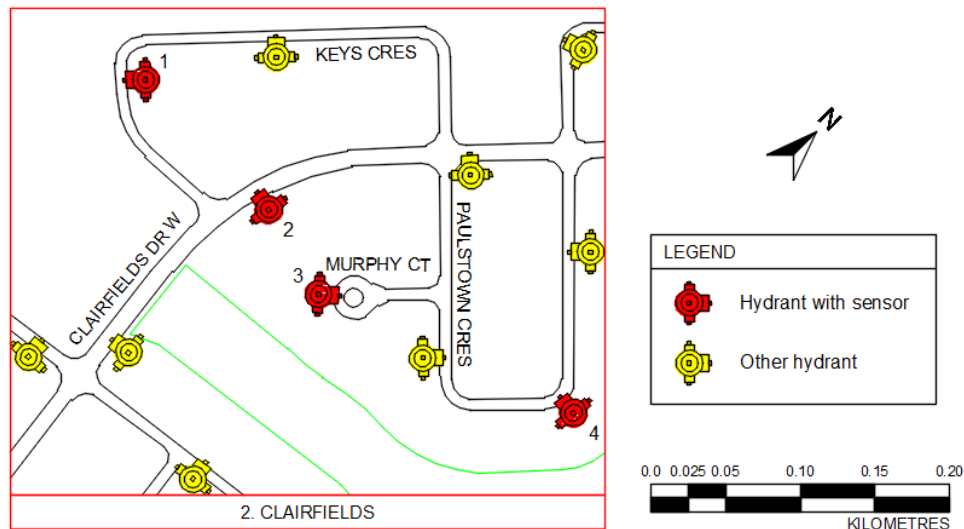 KEYS CRES
1
2
CLAIRFIELDS DR W
3
MURPHY CT
PAULSTOWN CRES
4
2. CLAIRFIELDS
N
LEGEND
Hydrant with sensor
Other hydrant
0.0 0.025 0.05 0.10 0.15 0.20
KILOMETRES